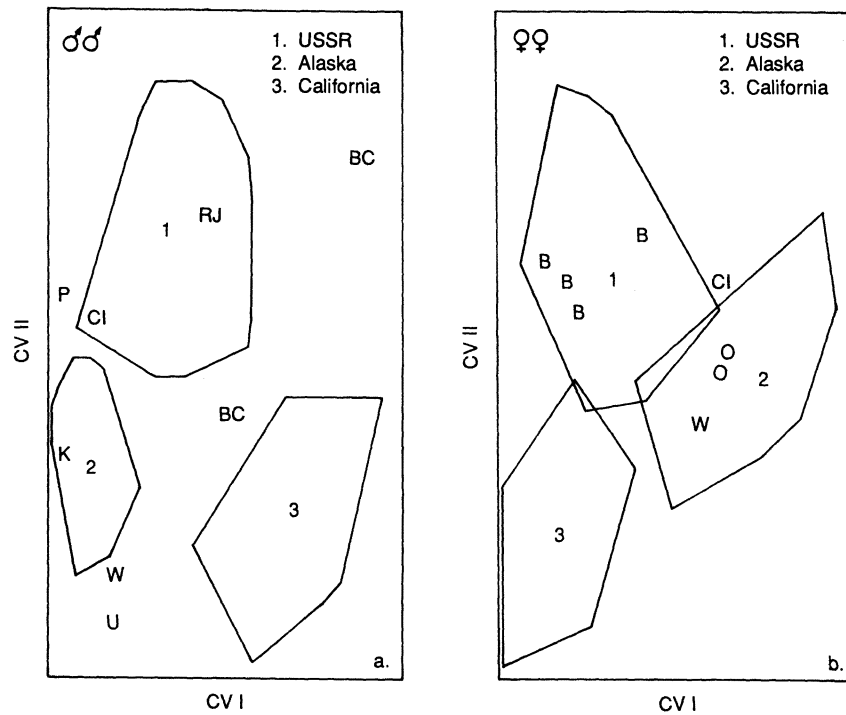 ♂♂
1. USSR
2. Alaska
3. California
BC
RJ
1
P
CI
BC
K
2
3
W
U
a.
CV II
CV I
♀♀
1. USSR
2. Alaska
3. California
B
B
B
1
CI
B
O
O
2
W
3
b.
CV II
CV I